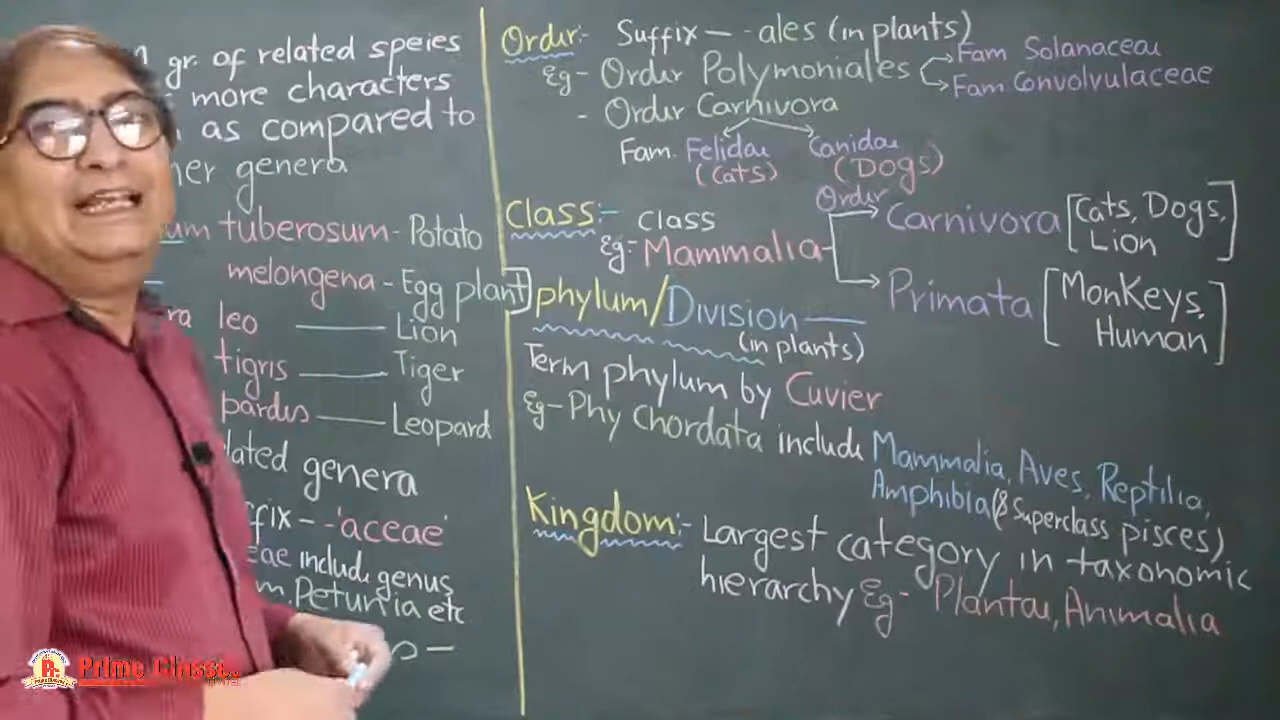 gr. of related speies
more characters
as compared to
her genera
um tuberosum - Potato
melongena - Egg plant]
ra leo — Lion
tigris — Tiger
pardus — Leopard
lated genera
ffix - -'aceae'
eae include genus
m, Petunia etc
Order:- Suffix — -ales (in plants)
Eg- Order Polymoniales Fam Solanaceae
Fam Convolvulaceae
- Order Carnivora
Fam. Felidae Canidae
(Cats) (Dogs)
Class:- Class
Eg:- Mammalia- Order Carnivora [Cats, Dogs, Lion]
Primata [Monkeys, Human]
phylum/Division —
(in plants)
Term phylum by Cuvier
Eg- Phy Chordata include Mammalia, Aves, Reptilia,
Amphibia (& Superclass pisces)
Kingdom:- Largest category in taxonomic
hierarchy Eg- Plantae, Animalia
Prime Classes